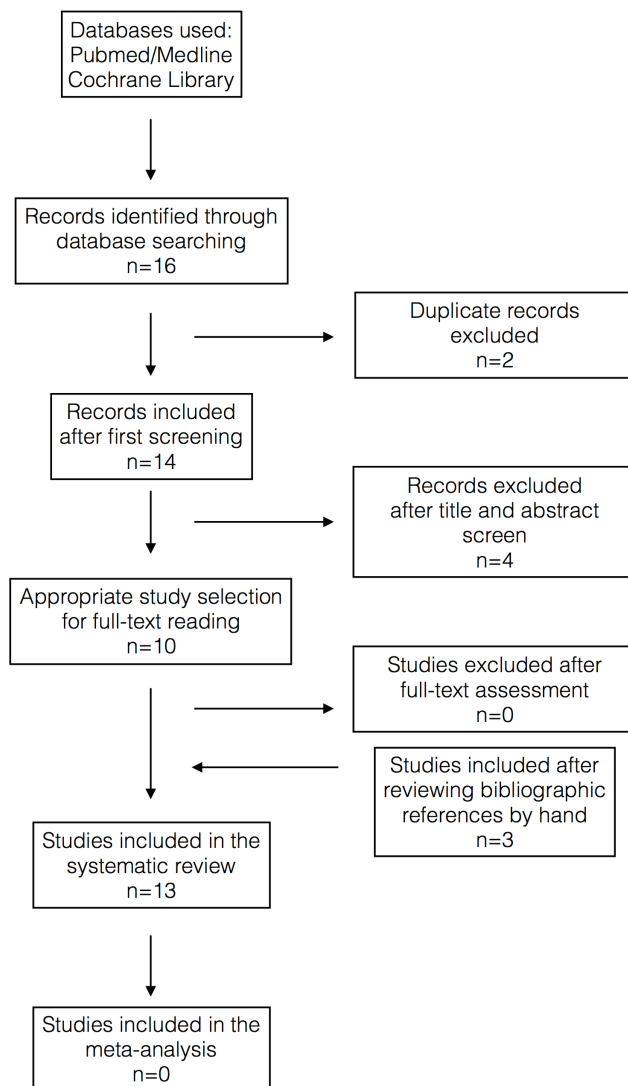 Databases used:
Pubmed/Medline
Cochrane Library
Records identified through
database searching
n=16
Duplicate records
excluded
n=2
Records included
after first screening
n=14
Records excluded
after title and abstract
screen
n=4
Appropriate study selection
for full-text reading
n=10
Studies excluded after
full-text assessment
n=0
Studies included after
reviewing bibliographic
references by hand
n=3
Studies included in the
systematic review
n=13
Studies included in the
meta-analysis
n=0